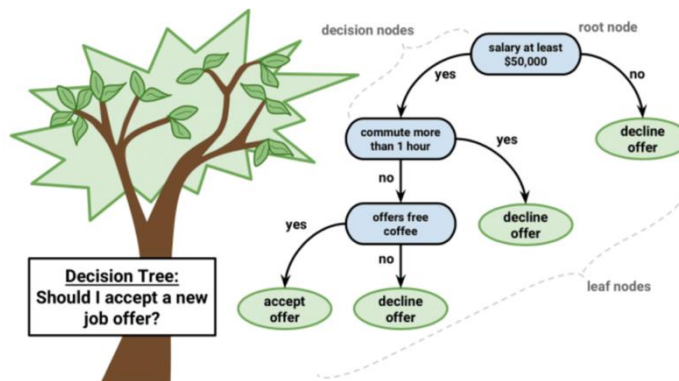 decision nodes
root node
salary at least
$50,000
yes
no
commute more
than 1 hour
yes
decline
offer
no
offers free
coffee
decline
offer
yes
no
Decision Tree:
Should I accept a new
job offer?
accept
offer
decline
offer
leaf nodes